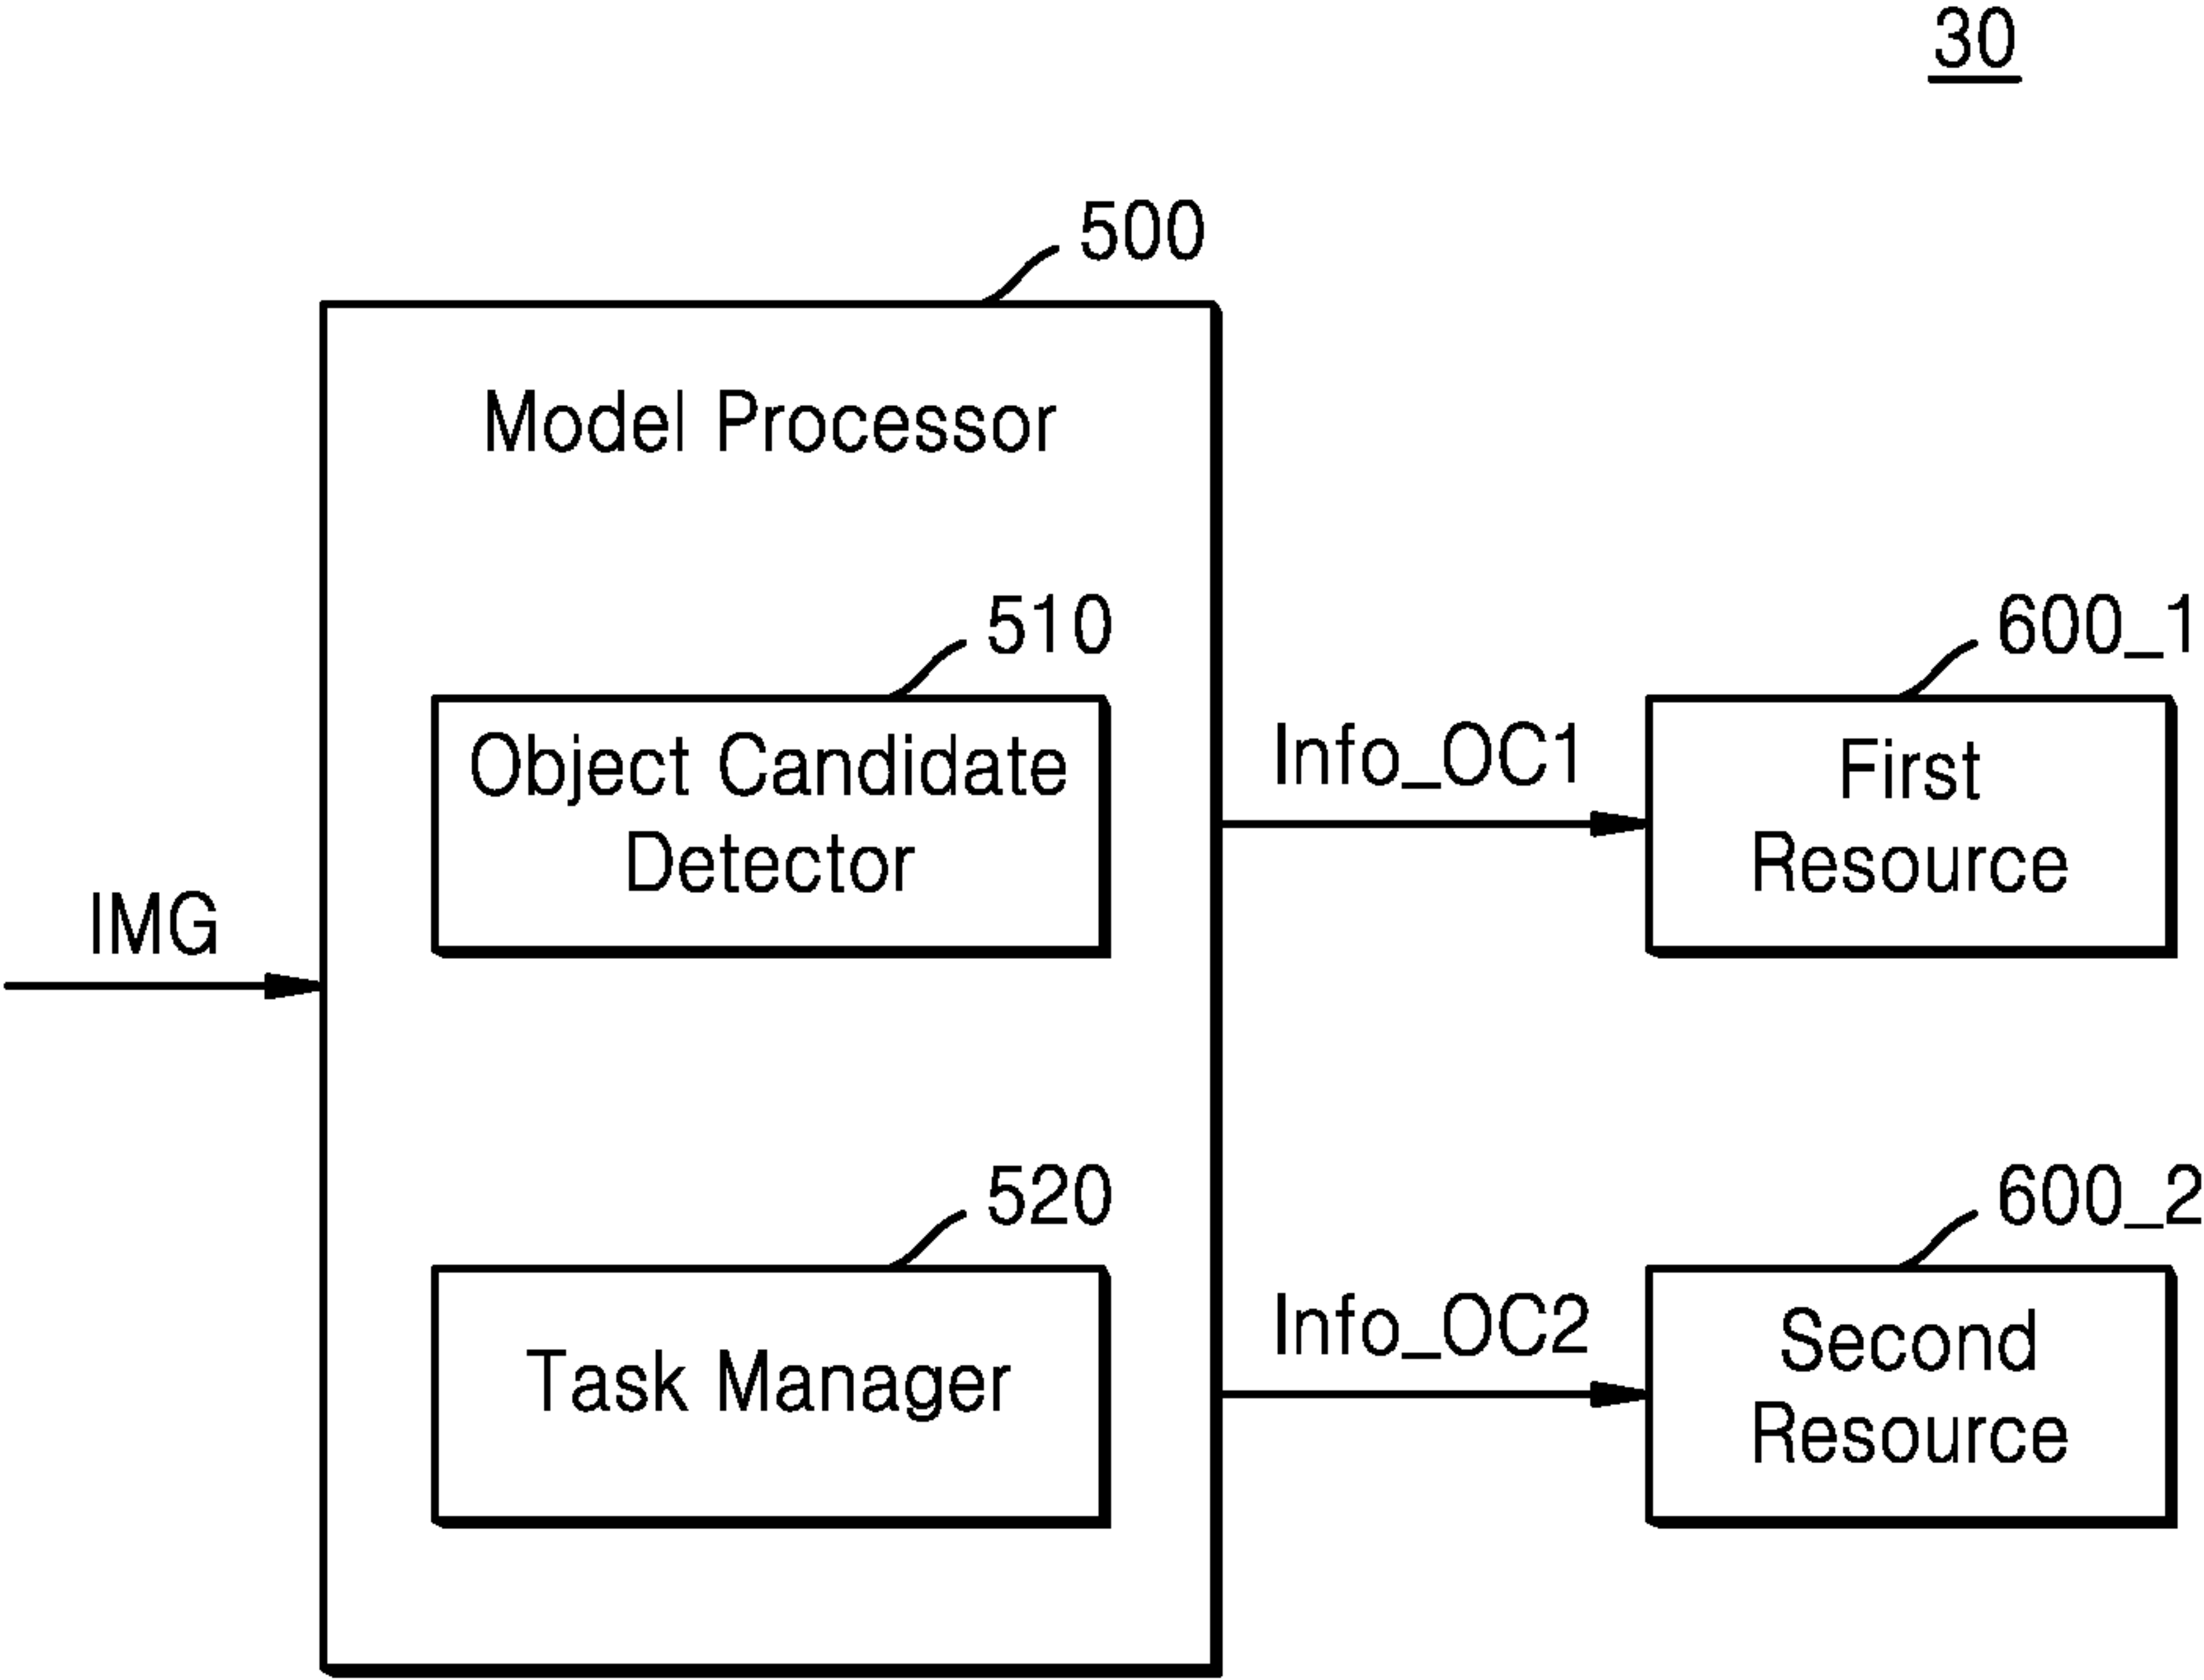 30
500
Model Processor
510
600_1
Object Candidate
Detector
Info_OC1
First
Resource
IMG
520
600_2
Task Manager
Info_OC2
Second
Resource